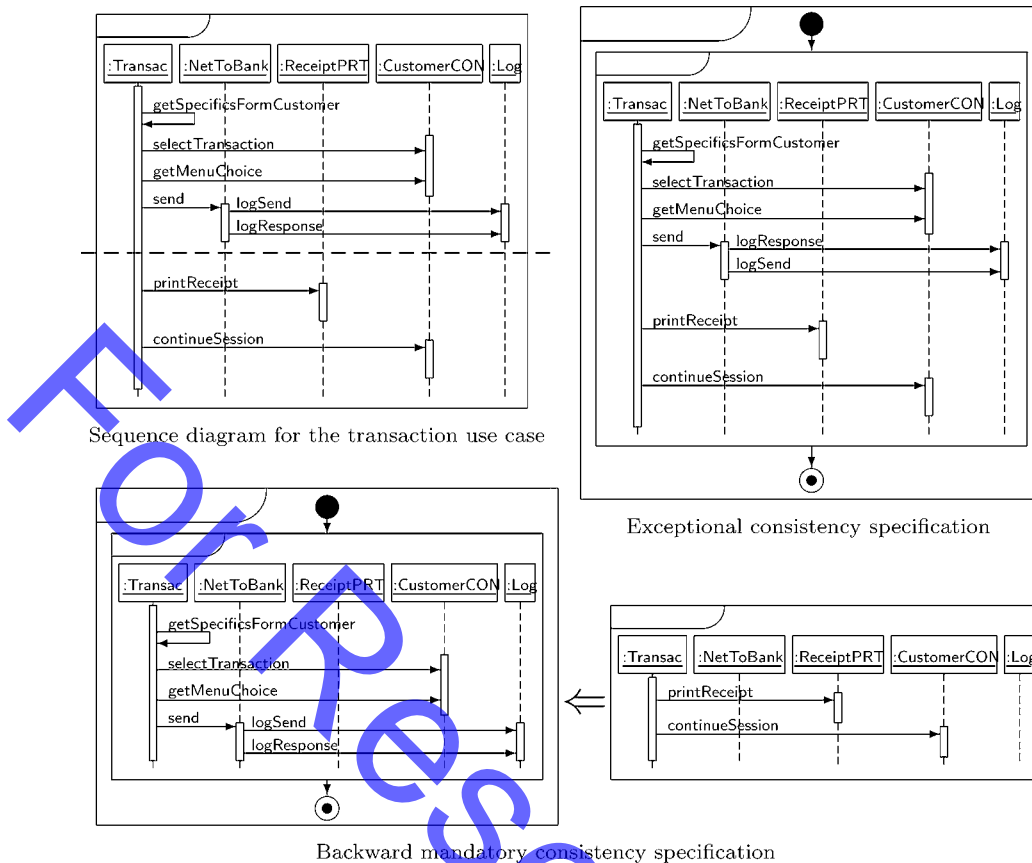 :Transac :NetToBank :ReceiptPRT :CustomerCON :Log
getSpecificsFormCustomer
selectTransaction
getMenuChoice
send logSend
logResponse
printReceipt
continueSession
Sequence diagram for the transaction use case
:Transac :NetToBank :ReceiptPRT :CustomerCON :Log
getSpecificsFormCustomer
selectTransaction
getMenuChoice
send logResponse
logSend
printReceipt
continueSession
Exceptional consistency specification
:Transac :NetToBank :ReceiptPRT :CustomerCON :Log
getSpecificsFormCustomer
selectTransaction
getMenuChoice
send logSend
logResponse
:Transac :NetToBank :ReceiptPRT :CustomerCON :Log
printReceipt
continueSession
Backward mandatory consistency specification
For Res